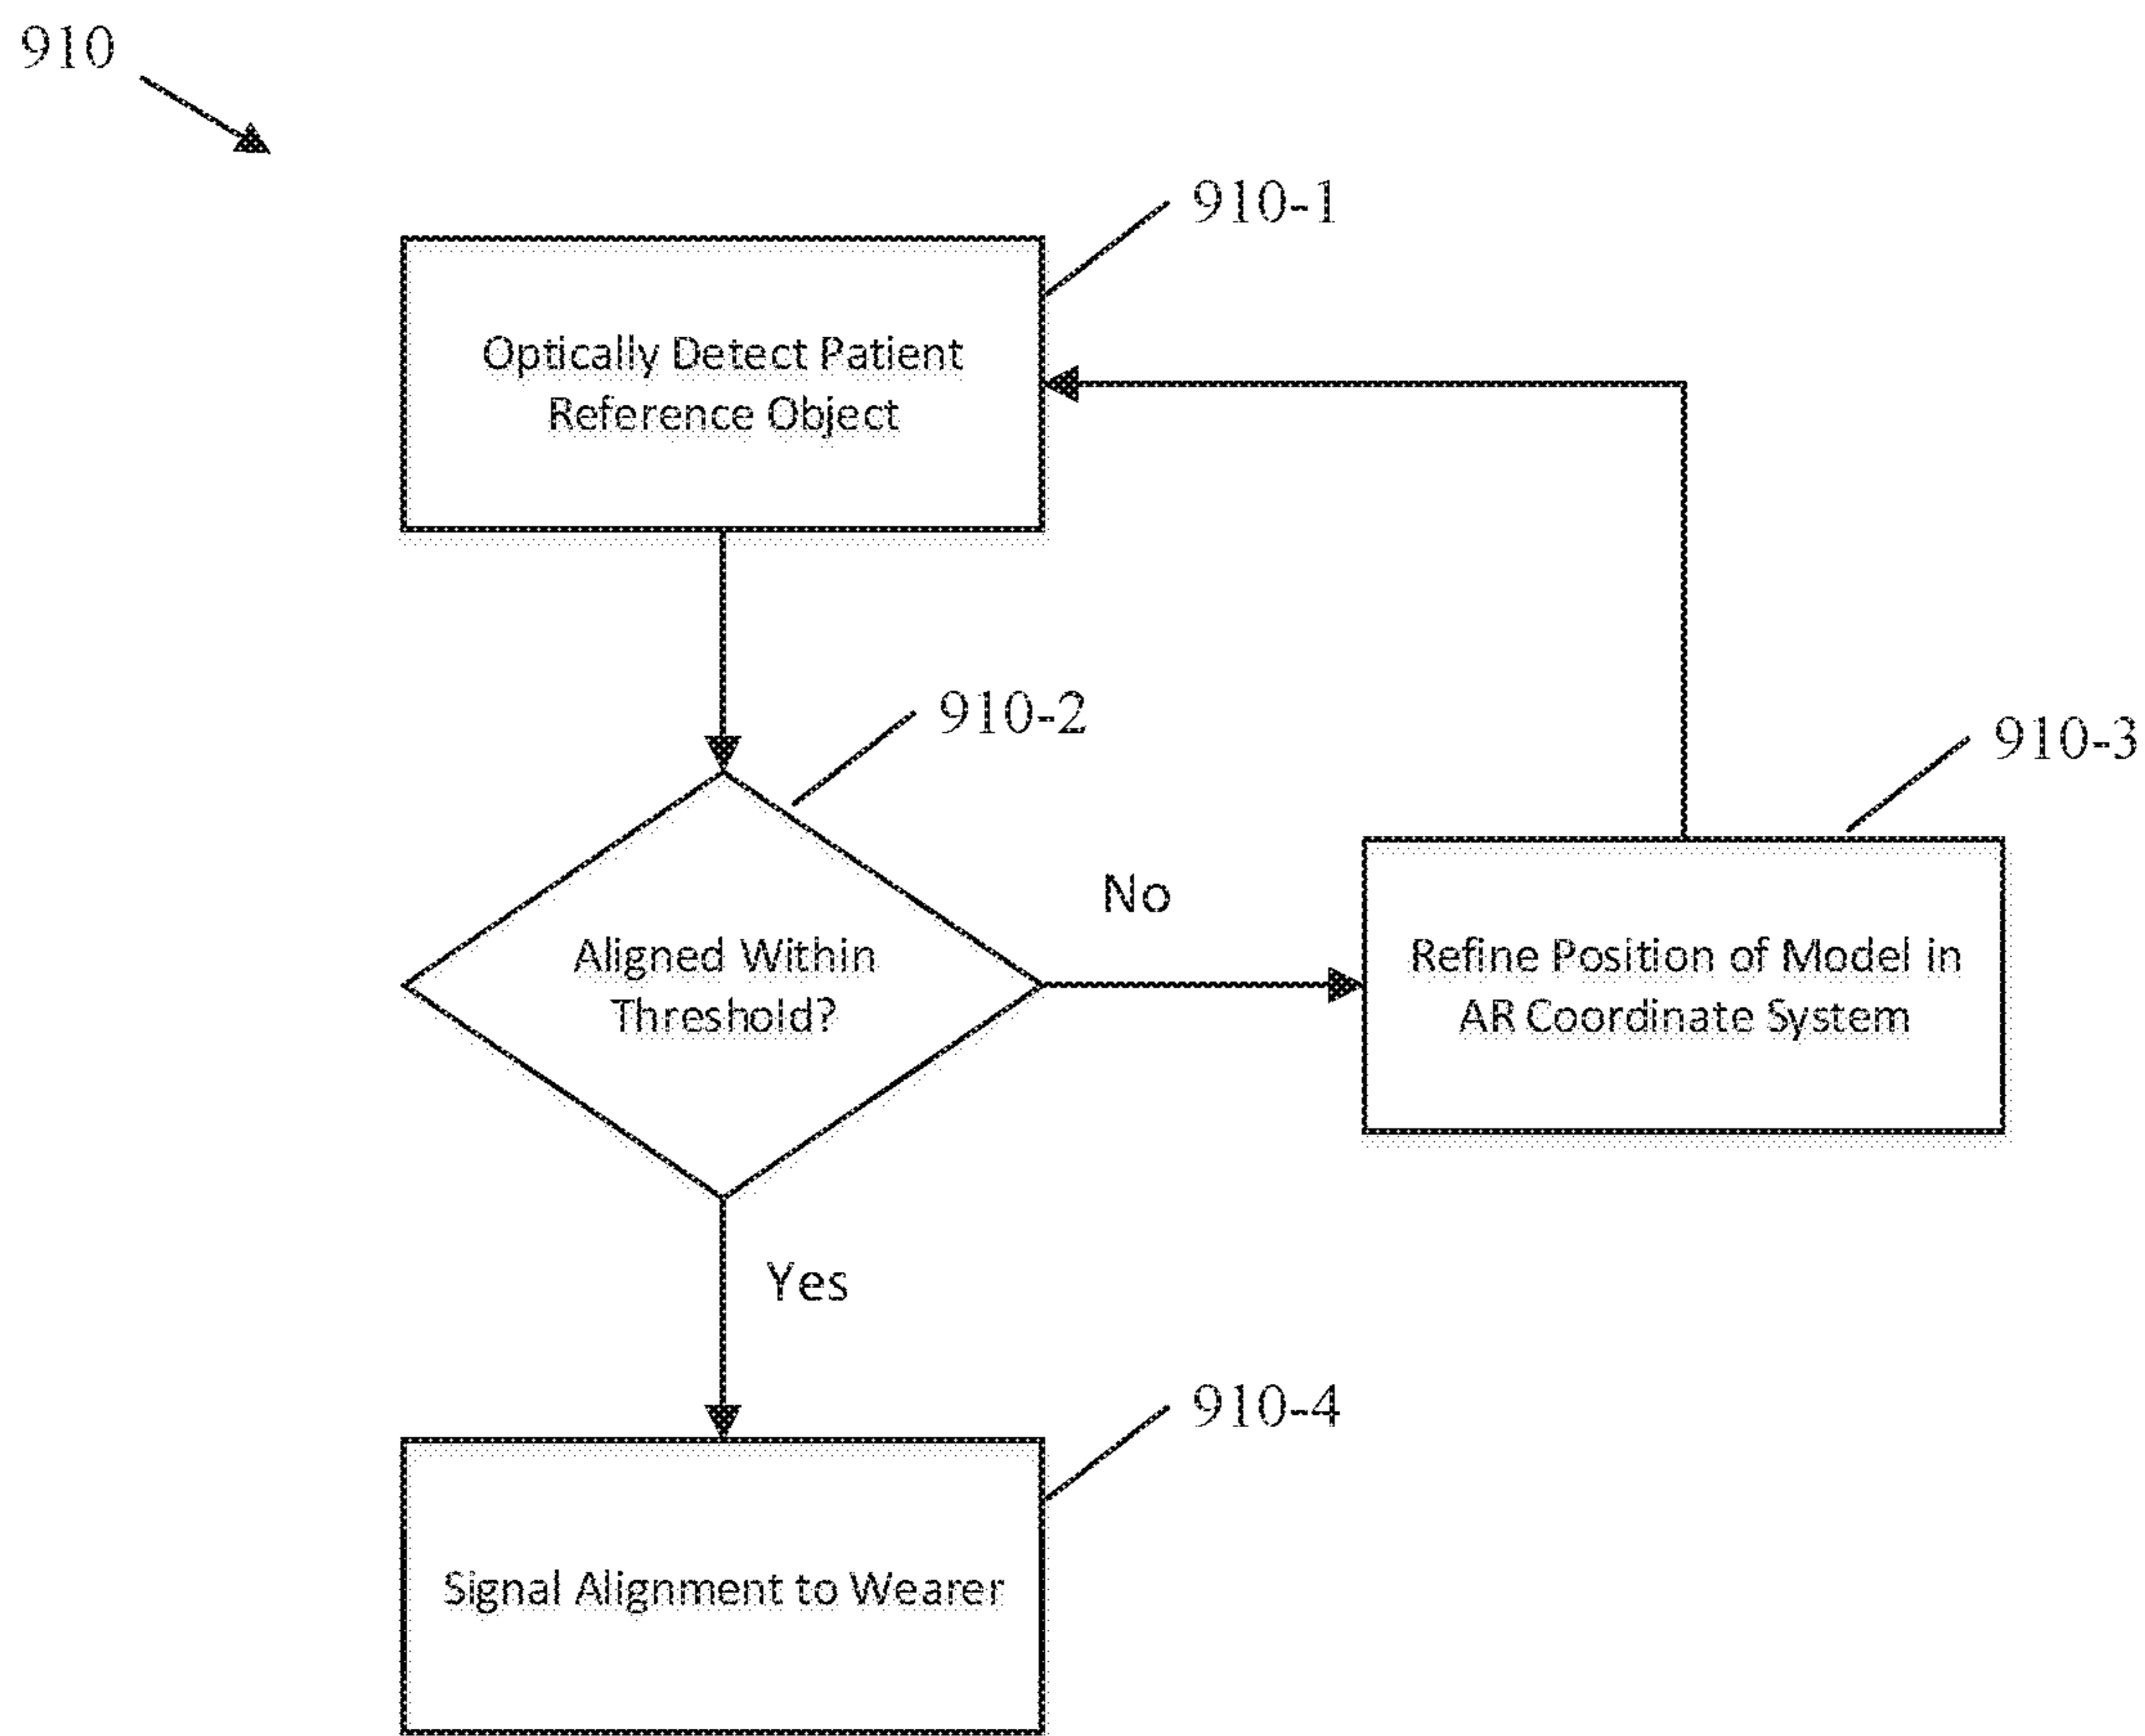 910
910-1
Optically Detect Patient
Reference Object
910-2
910-3
No
Aligned Within
Threshold?
Refine Position of Model in
AR Coordinate System
Yes
910-4
Signal Alignment to Wearer